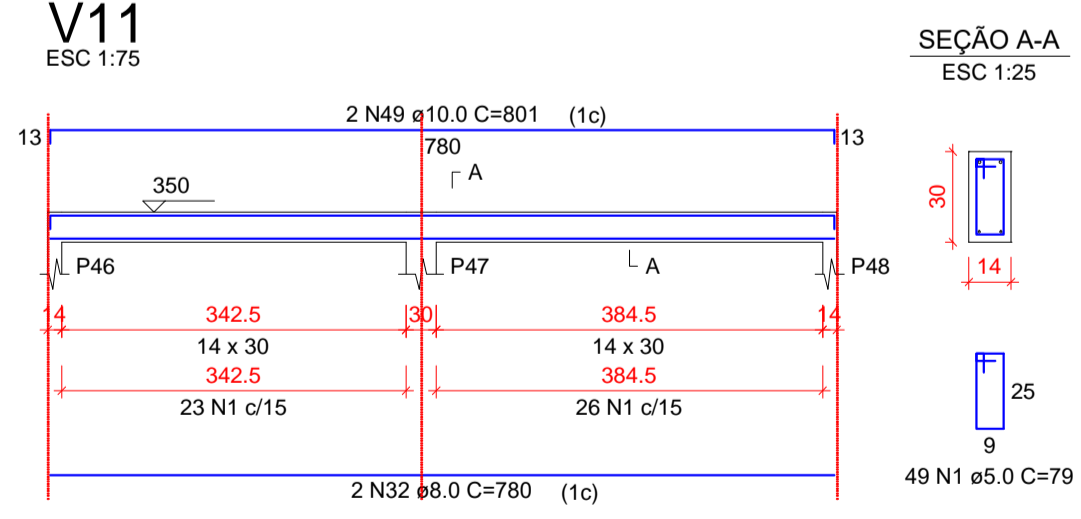 V11
ESC 1:75
SEÇÃO A-A
ESC 1:25
2 N49 ø10.0 C=801 (1c)
13
13
780
A
350
30
P46
P47
A
P48
14
14
342.5
30
384.5
14
14 x 30
14 x 30
342.5
384.5
23 N1 c/15
26 N1 c/15
25
9
49 N1 ø5.0 C=79
2 N32 ø8.0 C=780 (1c)